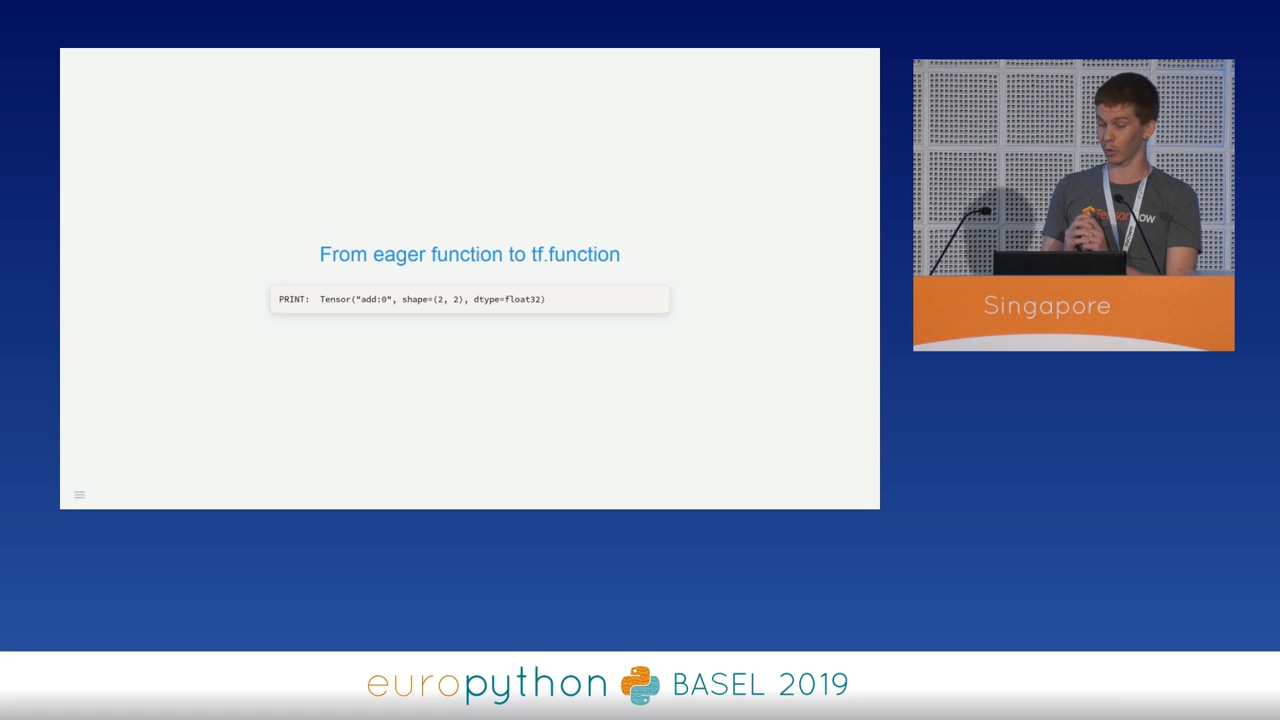 From eager function to tf.function
PRINT:  Tensor("add:0", shape=(2, 2), dtype=float32)
TensorFlow
Singapore
europython BASEL 2019